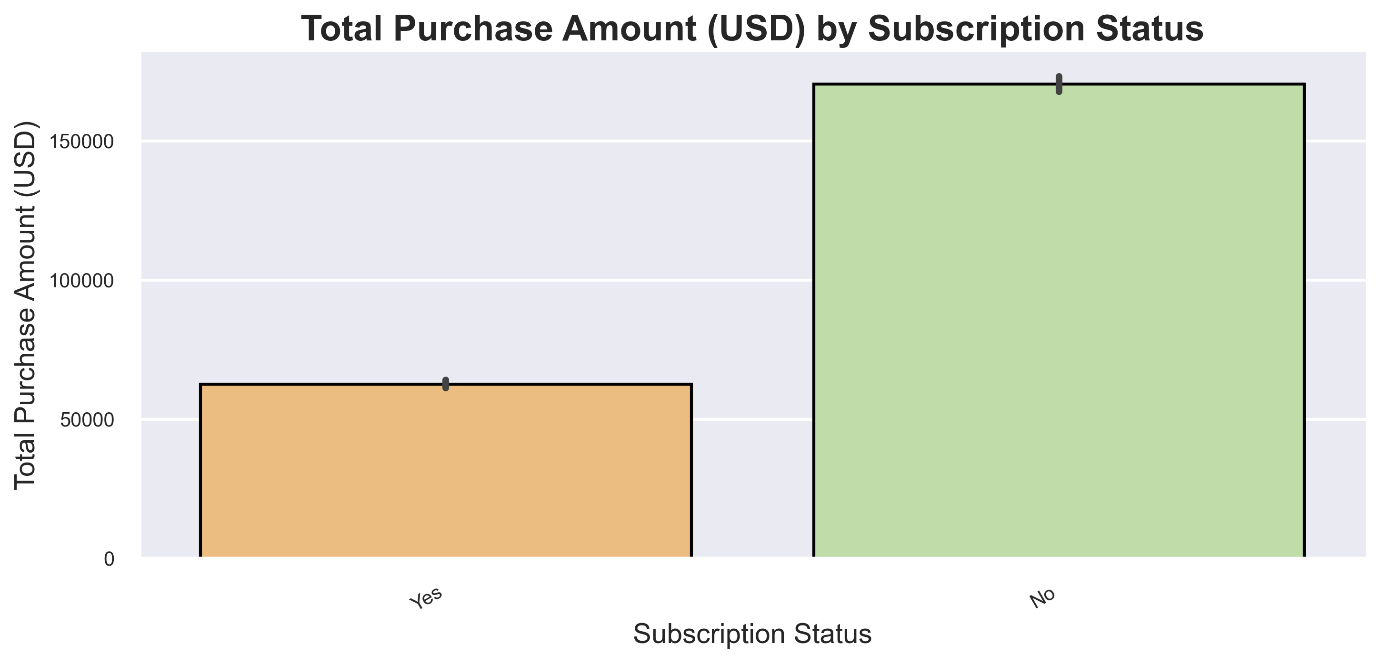 Total Purchase Amount (USD) by Subscription Status
Total Purchase Amount (USD)
150000
100000
50000
0
Yes
No
Subscription Status